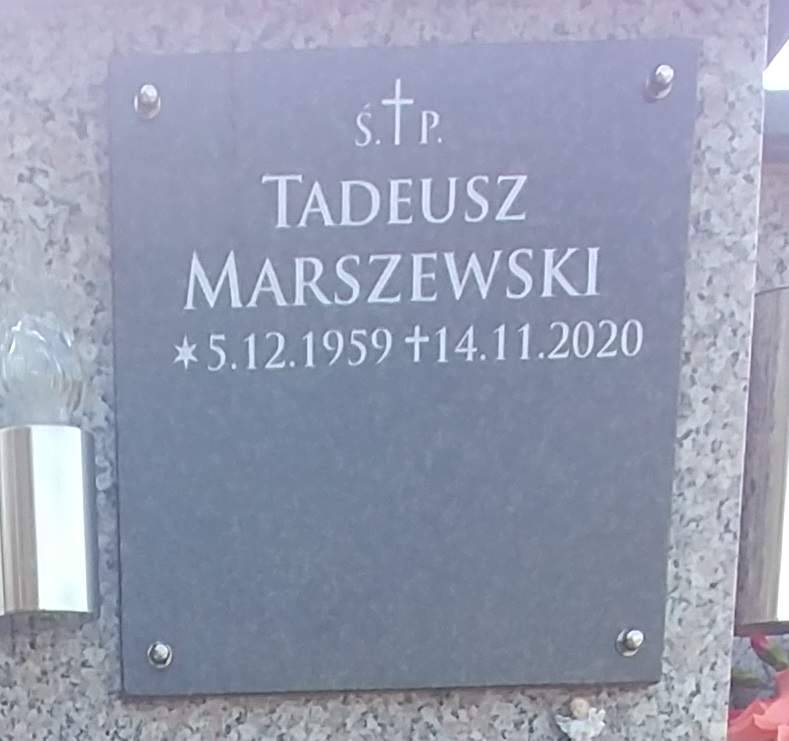 Ś.†P.
TADEUSZ
MARSZEWSKI
*5.12.1959 †14.11.2020